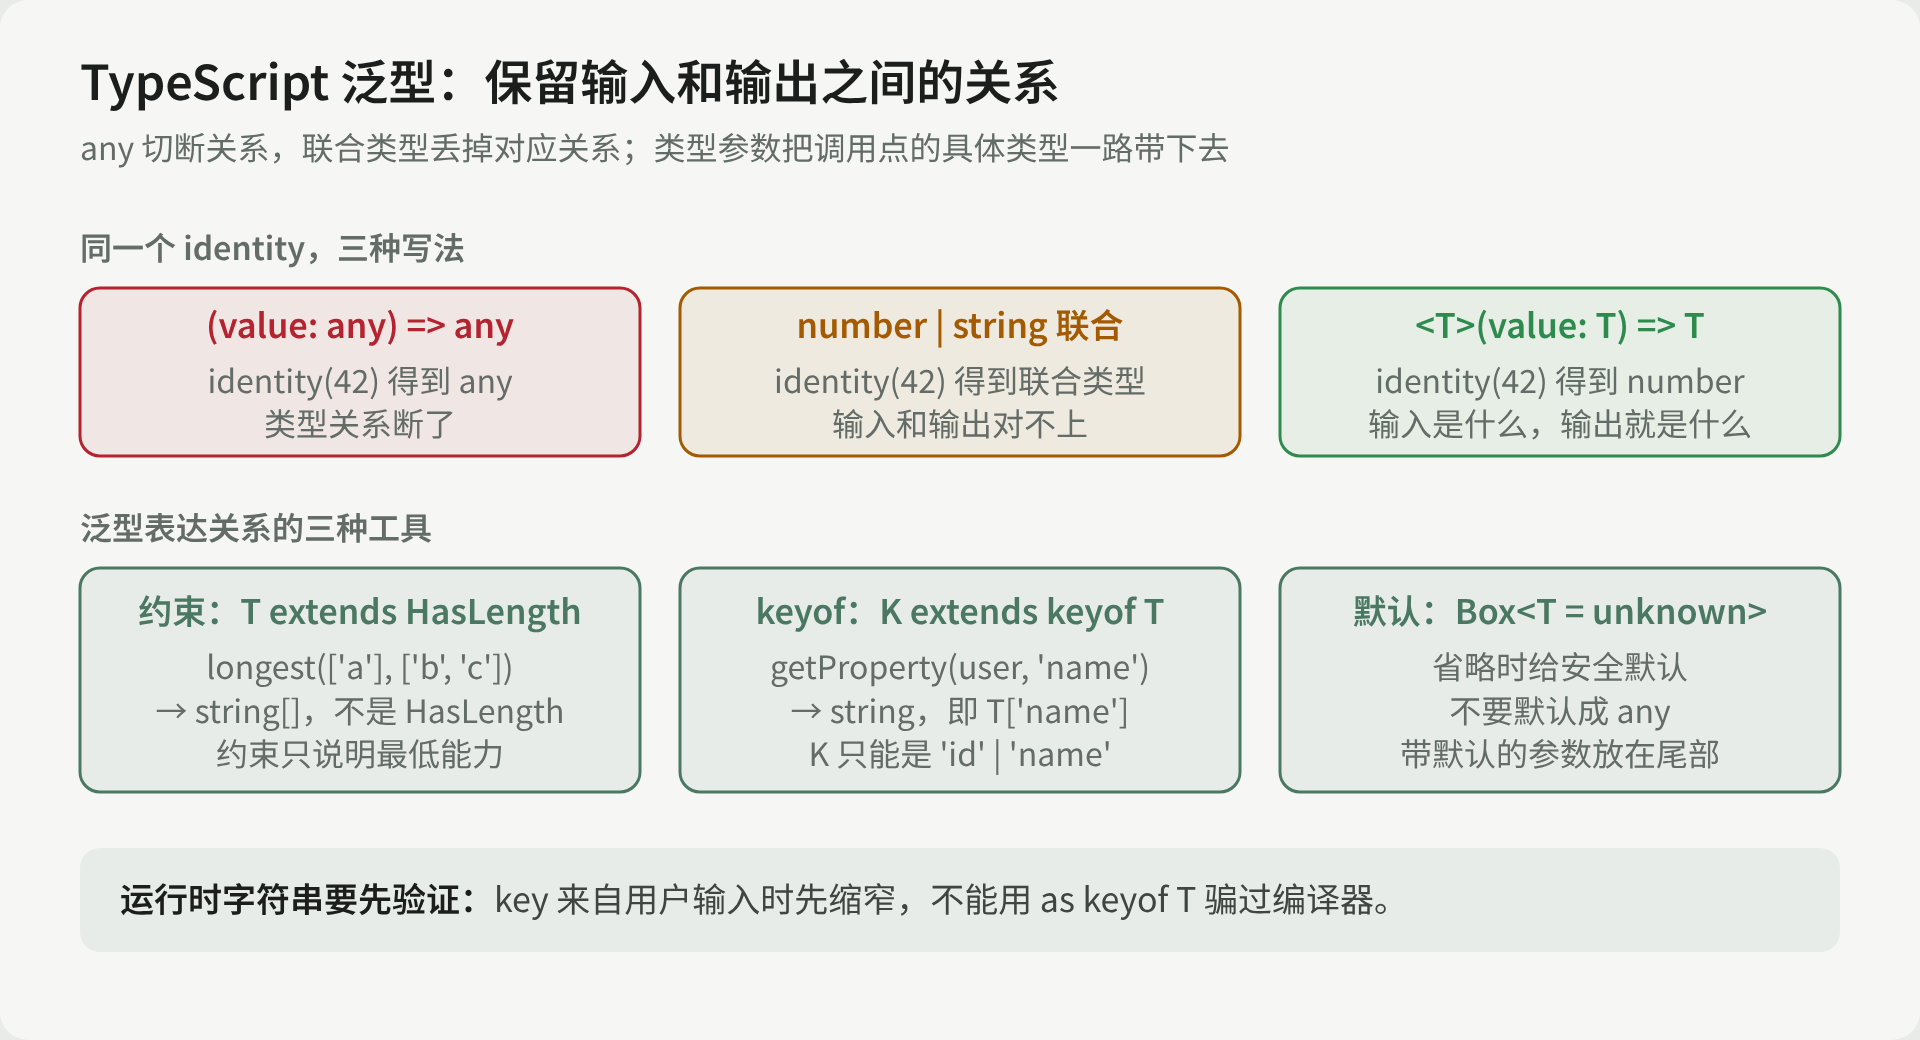 TypeScript 泛型：保留输入和输出之间的关系
any 切断关系，联合类型丢掉对应关系；类型参数把调用点的具体类型一路带下去
同一个 identity，三种写法
(value: any) => any
identity(42) 得到 any
类型关系断了
number | string 联合
identity(42) 得到联合类型
输入和输出对不上
<T>(value: T) => T
identity(42) 得到 number
输入是什么，输出就是什么
泛型表达关系的三种工具
约束：T extends HasLength
longest(['a'], ['b', 'c'])
→ string[]，不是 HasLength
约束只说明最低能力
keyof：K extends keyof T
getProperty(user, 'name')
→ string，即 T['name']
K 只能是 'id' | 'name'
默认：Box<T = unknown>
省略时给安全默认
不要默认成 any
带默认的参数放在尾部
运行时字符串要先验证：key 来自用户输入时先缩窄，不能用 as keyof T 骗过编译器。